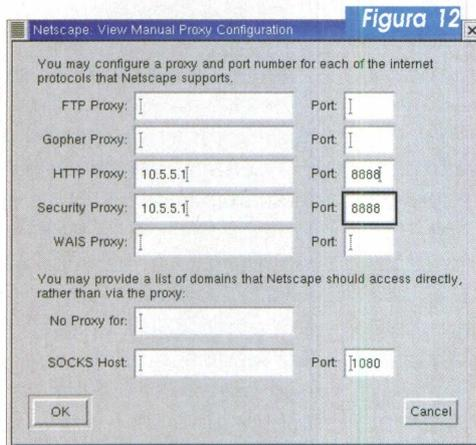 Figura 12
Netscape: View Manual Proxy Configuration
You may configure a proxy and port number for each of the internet
protocols that Netscape supports.
FTP Proxy: Port:
Gopher Proxy: Port:
HTTP Proxy: 10.5.5.1 Port: 8888
Security Proxy: 10.5.5.1 Port: 8888
WAIS Proxy: Port:
You may provide a list of domains that Netscape should access directly,
rather than via the proxy:
No Proxy for:
SOCKS Host: Port: 1080
OK Cancel